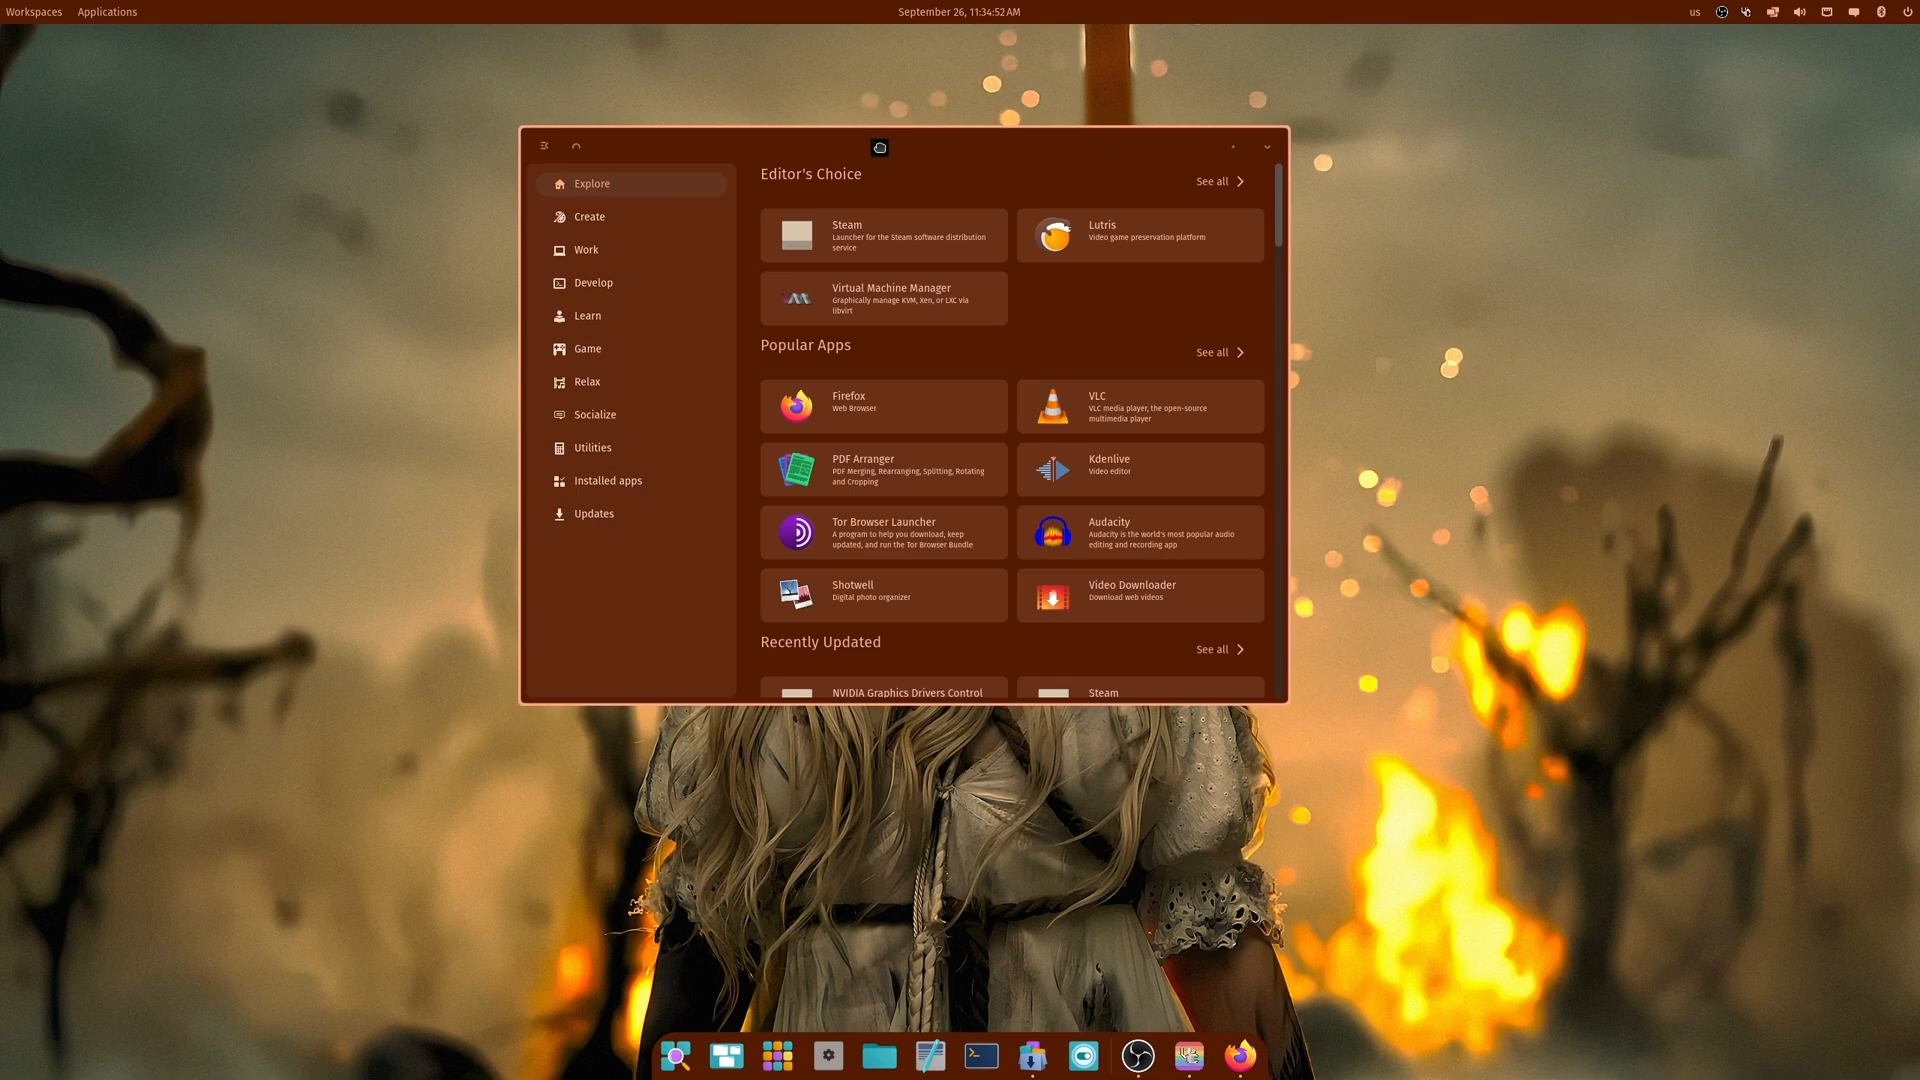 Workspaces Applications September 26, 11:34:52 AM us
Explore
Create
Work
Develop
Learn
Game
Relax
Socialize
Utilities
Installed apps
Updates
Editor's Choice
See all
Steam
Launcher for the Steam software distribution
service
Lutris
Video game preservation platform
Virtual Machine Manager
Graphically manage KVM, Xen, or LXC via
libvirt
Popular Apps
See all
Firefox
Web Browser
VLC
VLC media player, the open-source
multimedia player
PDF Arranger
PDF Merging, Rearranging, Splitting, Rotating
and Cropping
Kdenlive
Video editor
Tor Browser Launcher
A program to help you download, keep
updated, and run the Tor Browser Bundle
Audacity
Audacity is the world's most popular audio
editing and recording app
Shotwell
Digital photo organizer
Video Downloader
Download web videos
Recently Updated
See all
NVIDIA Graphics Drivers Control
Steam